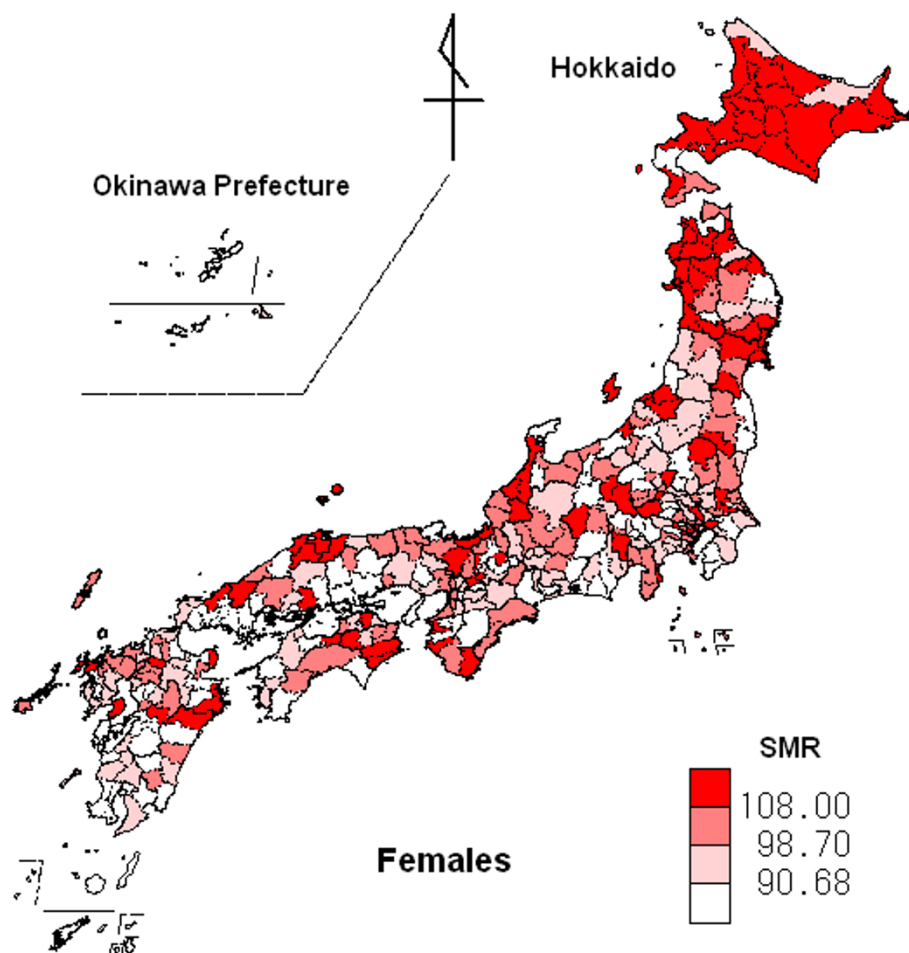 Hokkaido
Okinawa Prefecture
SMR
108.00
98.70
90.68
Females